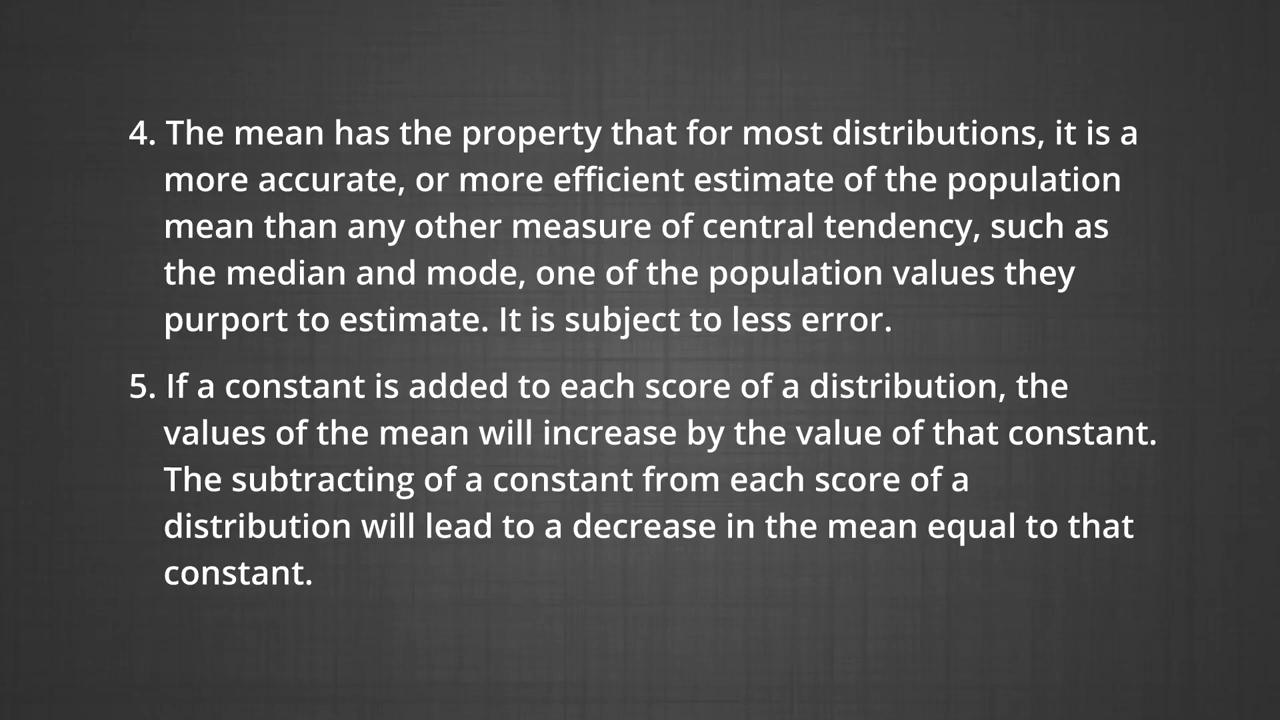 4. The mean has the property that for most distributions, it is a
more accurate, or more efficient estimate of the population
mean than any other measure of central tendency, such as
the median and mode, one of the population values they
purport to estimate. It is subject to less error.
5. If a constant is added to each score of a distribution, the
values of the mean will increase by the value of that constant.
The subtracting of a constant from each score of a
distribution will lead to a decrease in the mean equal to that
constant.